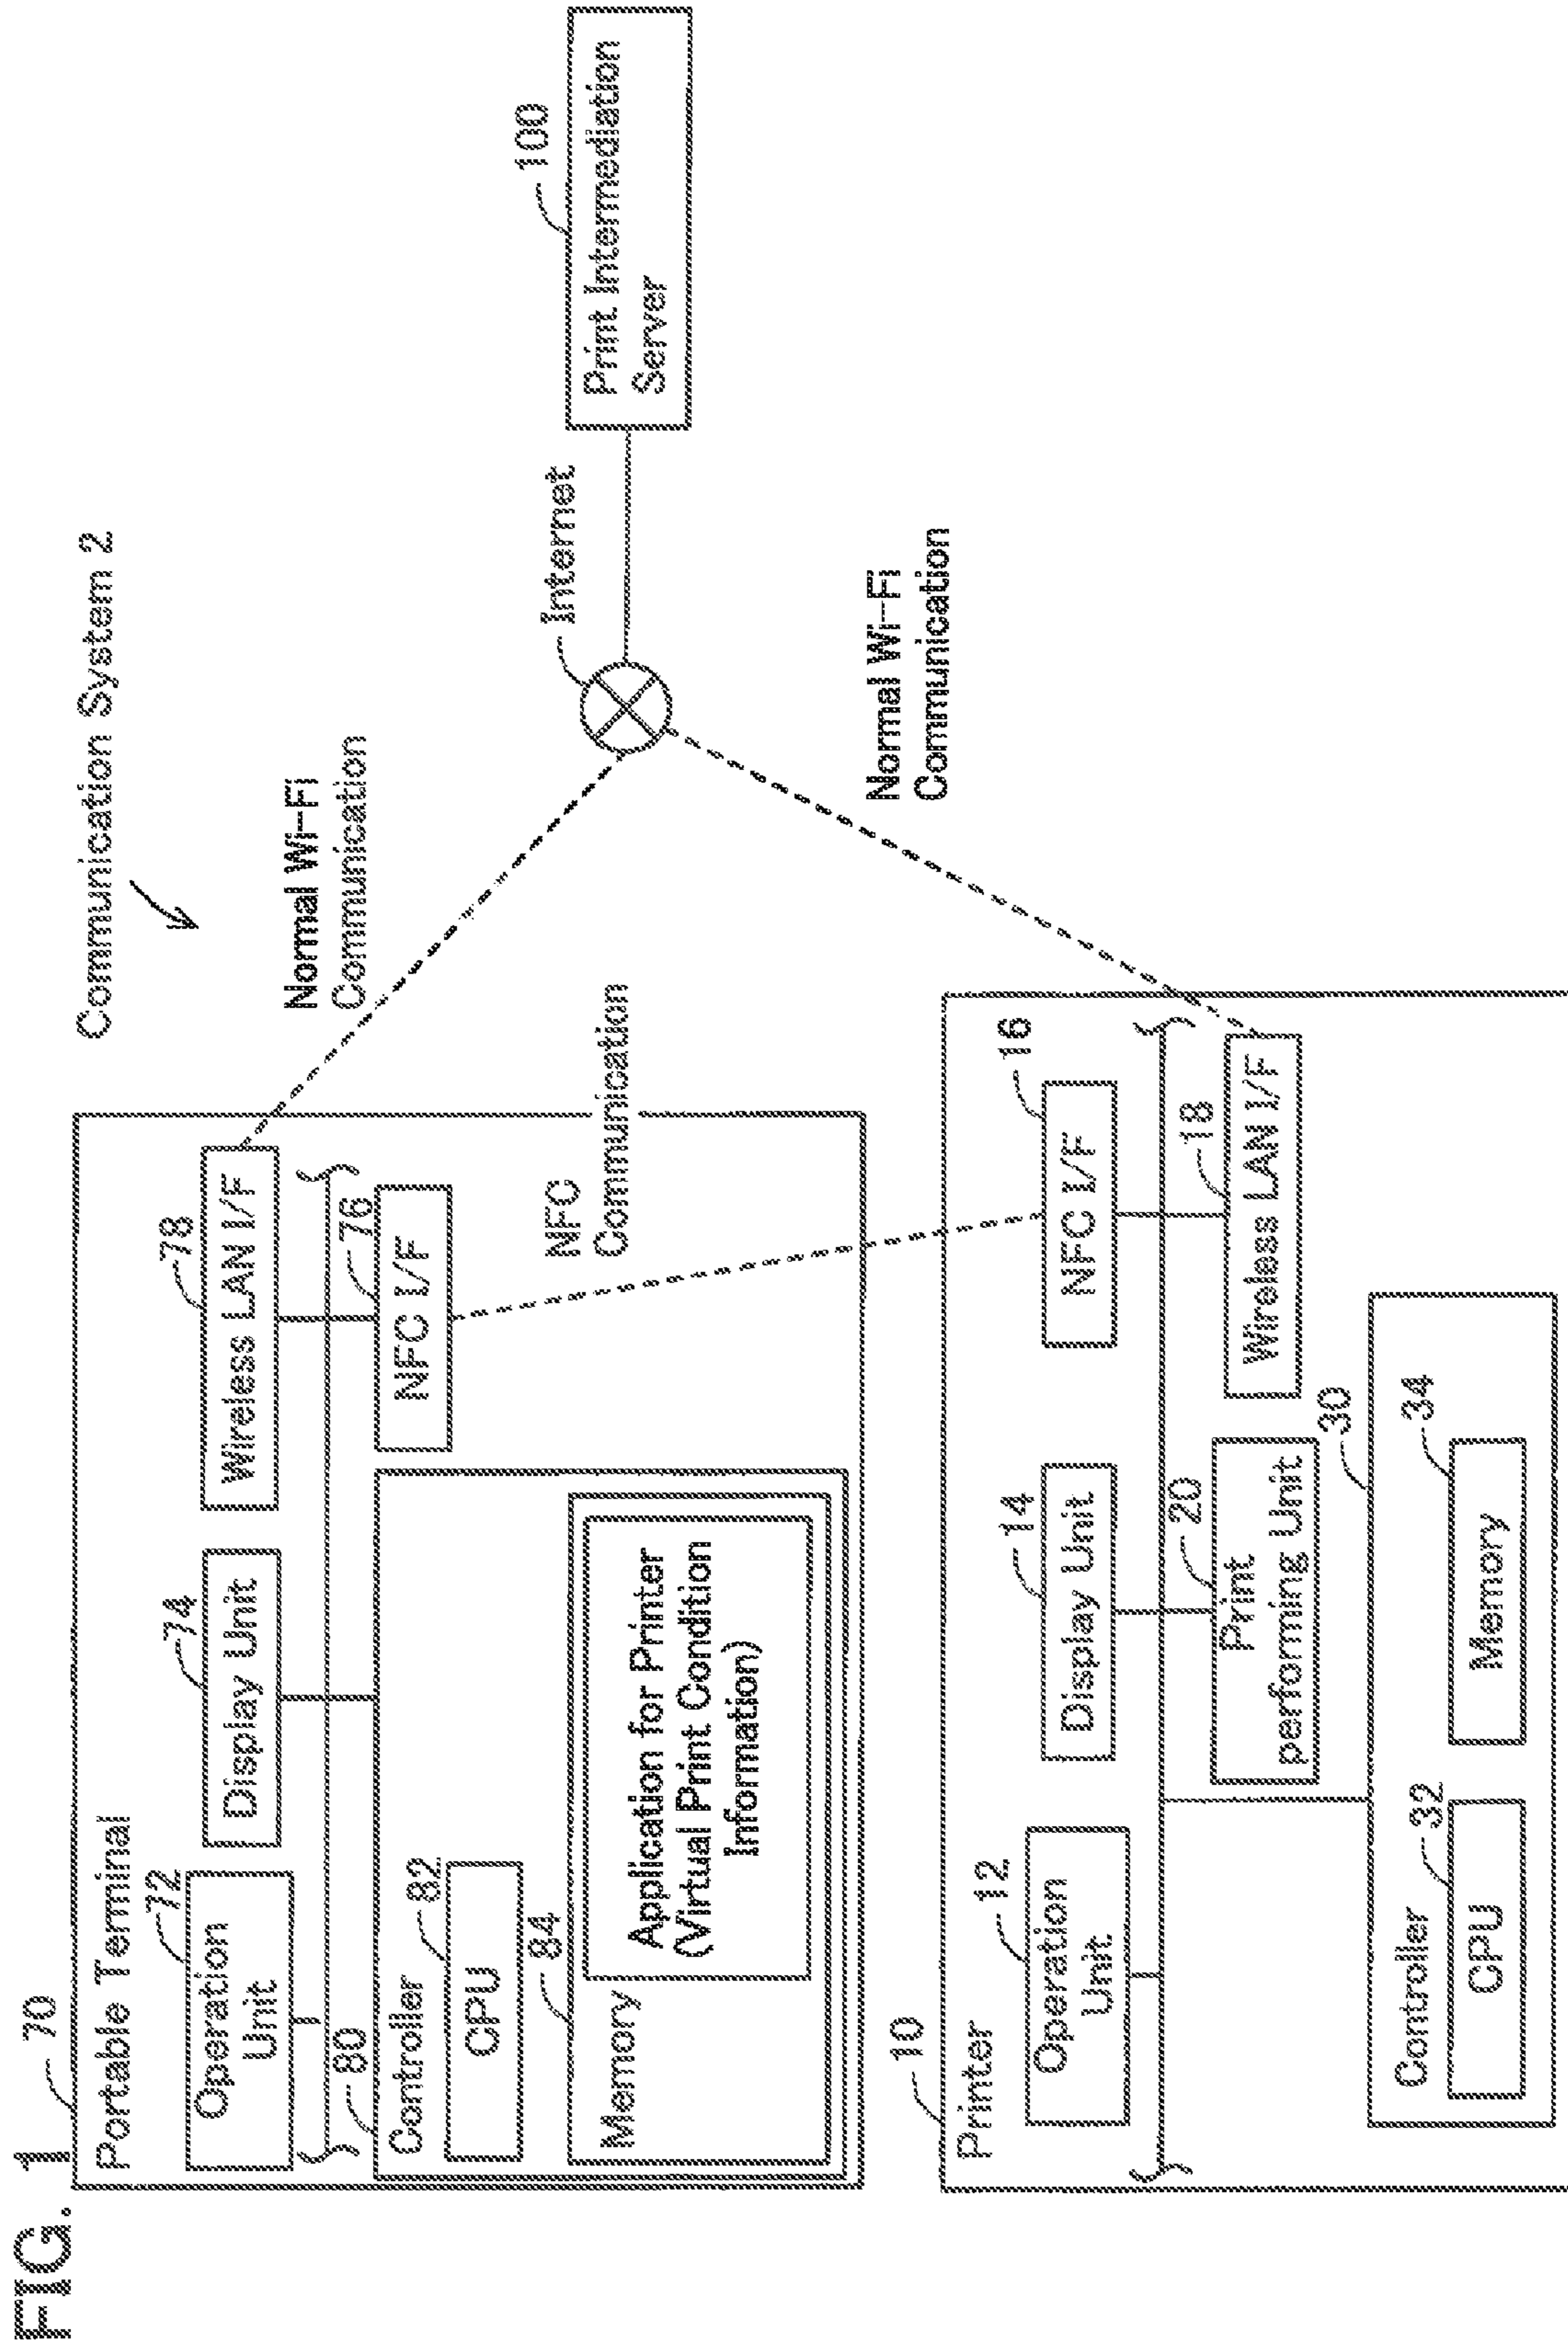 FIG. 1
Communication System 2
70
Portable Terminal
72
Operation
Unit
74
Display Unit
78
Wireless LAN I/F
Normal Wi-Fi
Communication
80
Controller
82
CPU
76
NFC I/F
84
Memory
Application for Printer
(Virtual Print Condition
Information)
NFC
Communication
Internet
100
Print Intermediation
Server
Normal Wi-Fi
Communication
10
Printer
12
Operation
Unit
14
Display Unit
16
NFC I/F
20
Print
performing Unit
18
Wireless LAN I/F
30
Controller
32
CPU
34
Memory